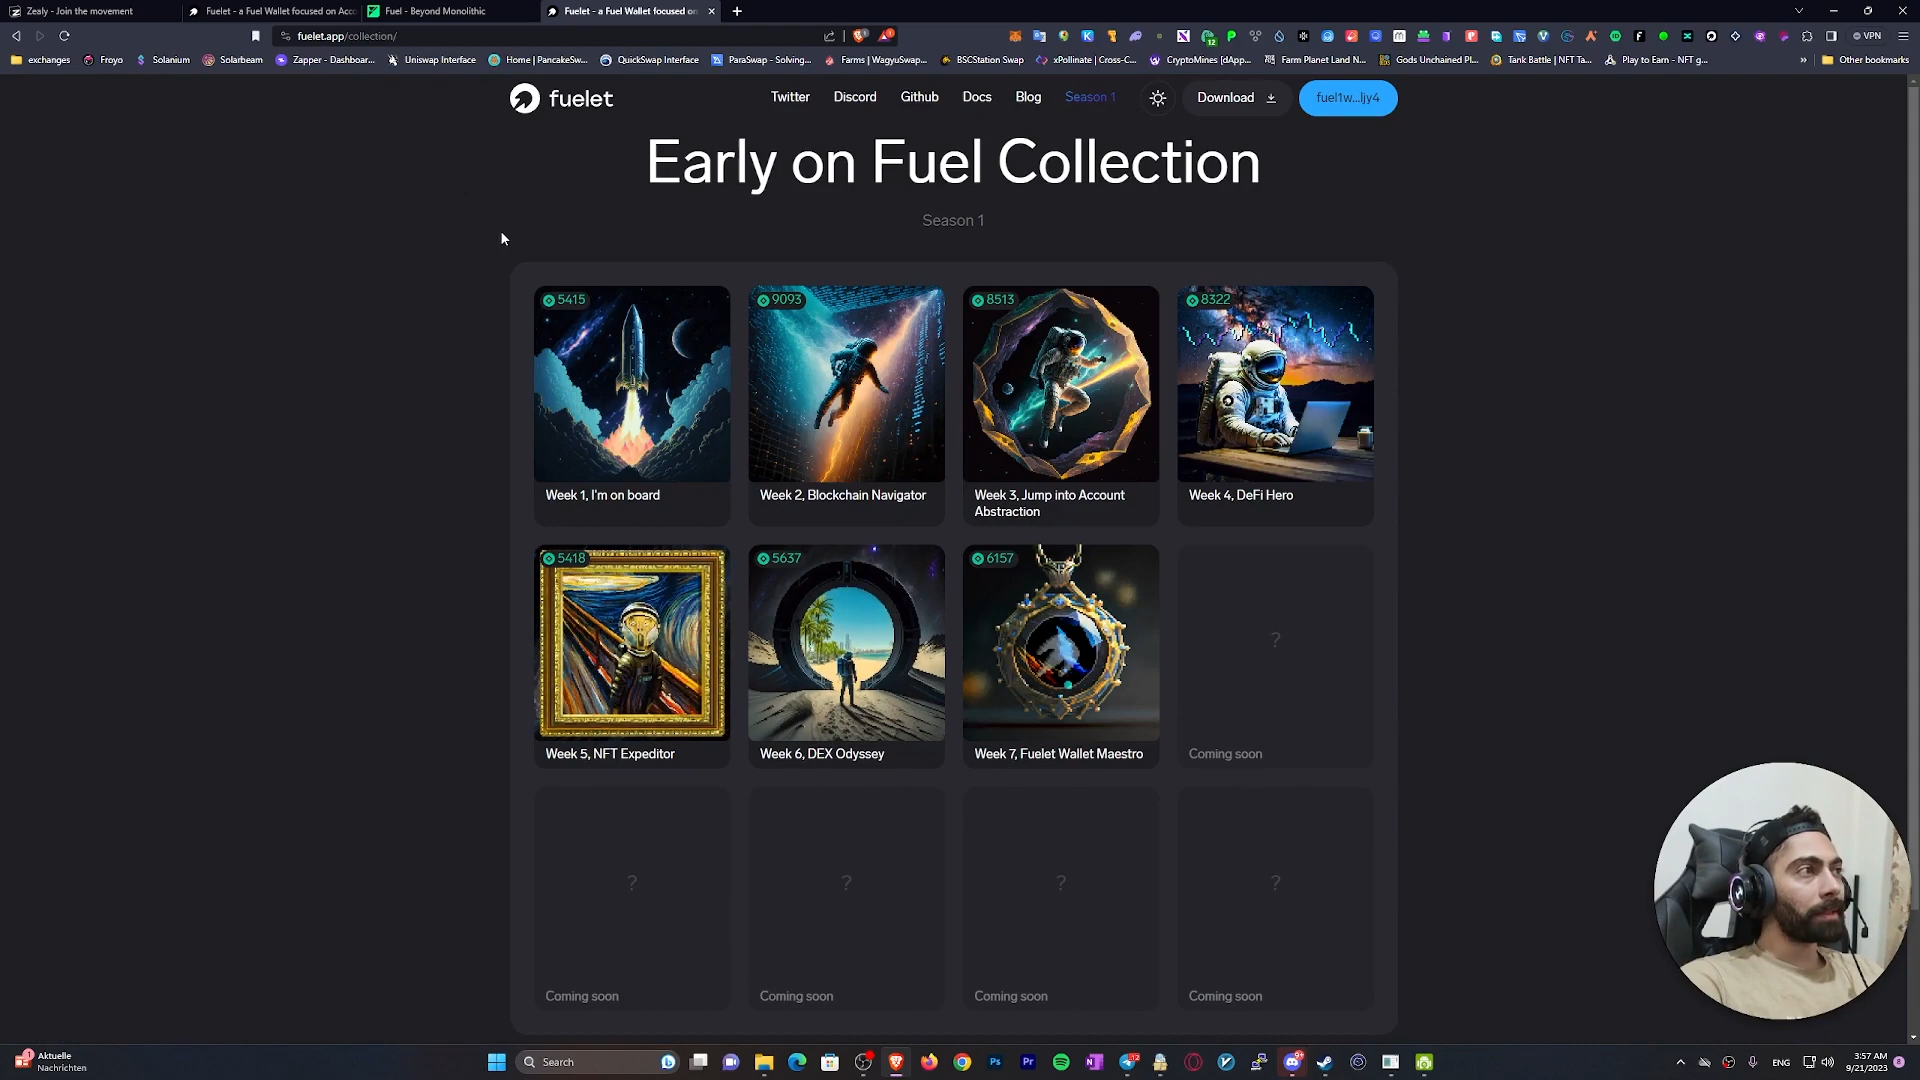 Zealy - Join the movement
Fuelet - a Fuel Wallet focused on Acco
Fuel - Beyond Monolithic
Fuelet - a Fuel Wallet focused on
fuelet.app/collection/
12
VPN
exchanges
Froyo
Solanium
Solarbeam
Zapper - Dashboar...
Uniswap Interface
Home | PancakeSw...
QuickSwap Interface
ParaSwap - Solving...
Farms | WagyuSwap...
BSCStation Swap
xPollinate | Cross-C...
CryptoMines [dApp...
Farm Planet Land N...
Gods Unchained Pl...
Tank Battle | NFT Ta...
Play to Earn - NFT g...
»
Other bookmarks
fuelet
Twitter
Discord
Github
Docs
Blog
Season 1
Download
fuel1w...ljy4
Early on Fuel Collection
Season 1
5415
9093
8513
8322
Week 1, I'm on board
Week 2, Blockchain Navigator
Week 3, Jump into Account
Abstraction
Week 4, DeFi Hero
5418
5637
6157
?
Week 5, NFT Expeditor
Week 6, DEX Odyssey
Week 7, Fuelet Wallet Maestro
Coming soon
?
?
?
?
Coming soon
Coming soon
Coming soon
Coming soon
1
Aktuelle
Nachrichten
Search
Ps
Pr
ENG
3:57 AM
9/21/2023
8